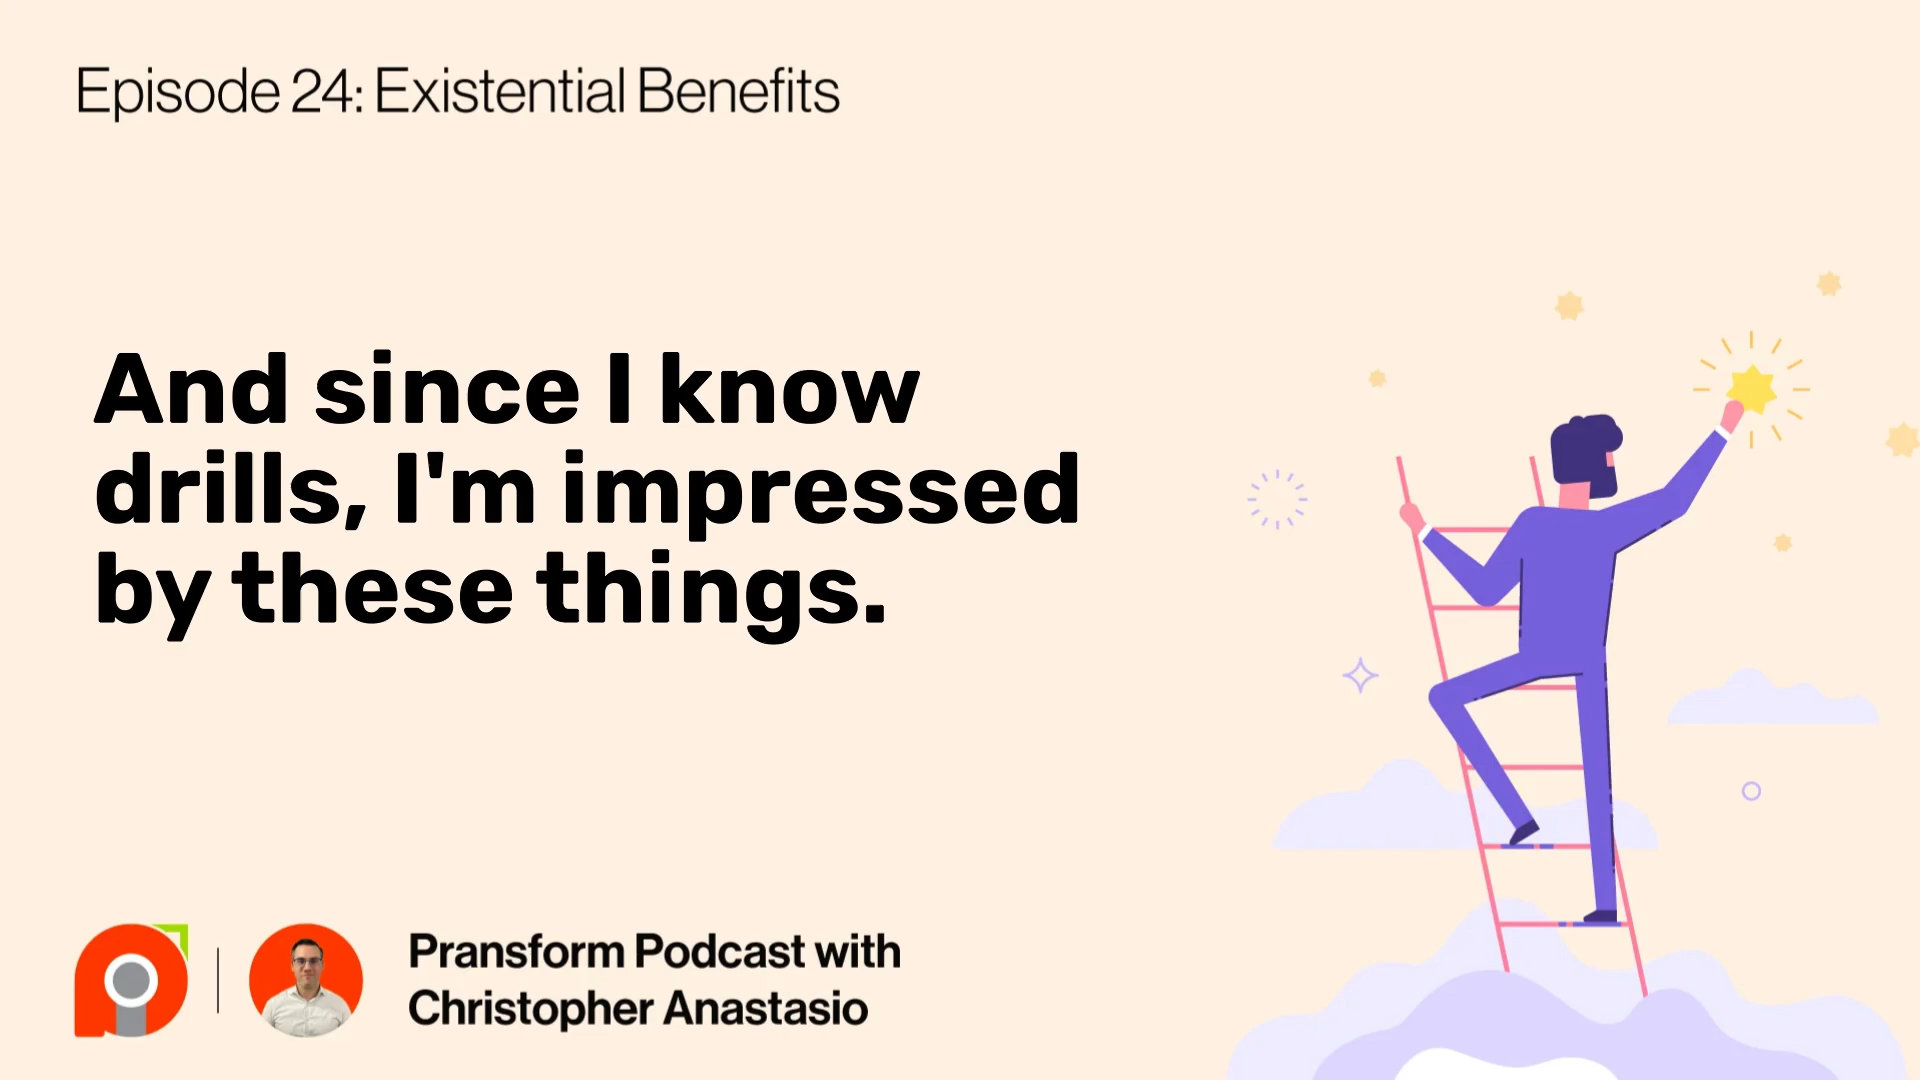 Episode 24: Existential Benefits
And since I know
drills, I'm impressed
by these things.
Pransform Podcast with
Christopher Anastasio